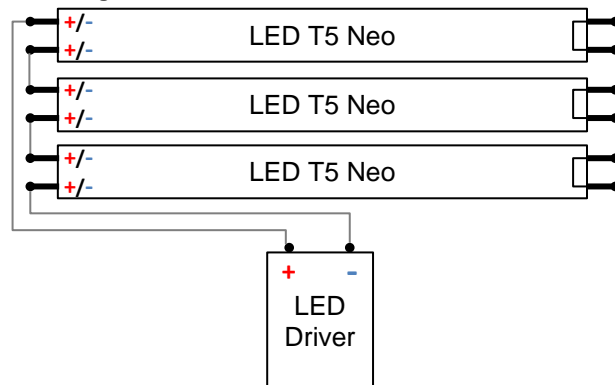 +/-
LED T5 Neo
+/-
+/-
LED T5 Neo
+/-
+/-
LED T5 Neo
+/-
+ -
LED
Driver